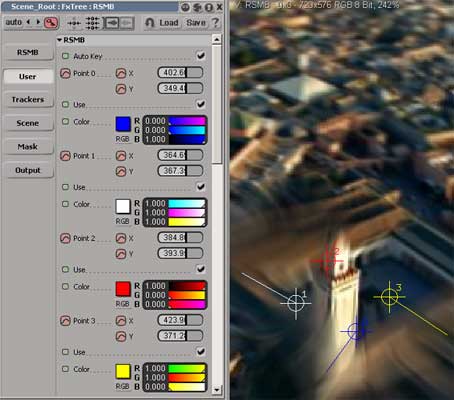 Scene_Root : FxTree : RSMB
auto Load Save ?
RSMB
User
Trackers
Scene
Mask
Output
RSMB
Auto Key
Point 0 X 402.6
Y 349.4
Use
Color R 0.000
G 0.000
RGB B 1.000
Point 1 X 364.6
Y 367.3
Use
Color R 1.000
G 1.000
RGB B 1.000
Point 2 X 384.8
Y 393.9
Use
Color R 1.000
G 0.000
RGB B 0.000
Point 3 X 423.9
Y 371.2
Use
Color R 1.000
G 1.000
RGB B 0.000
RSMB 723x576 RGB 8 Bit, 242%
2
1
3